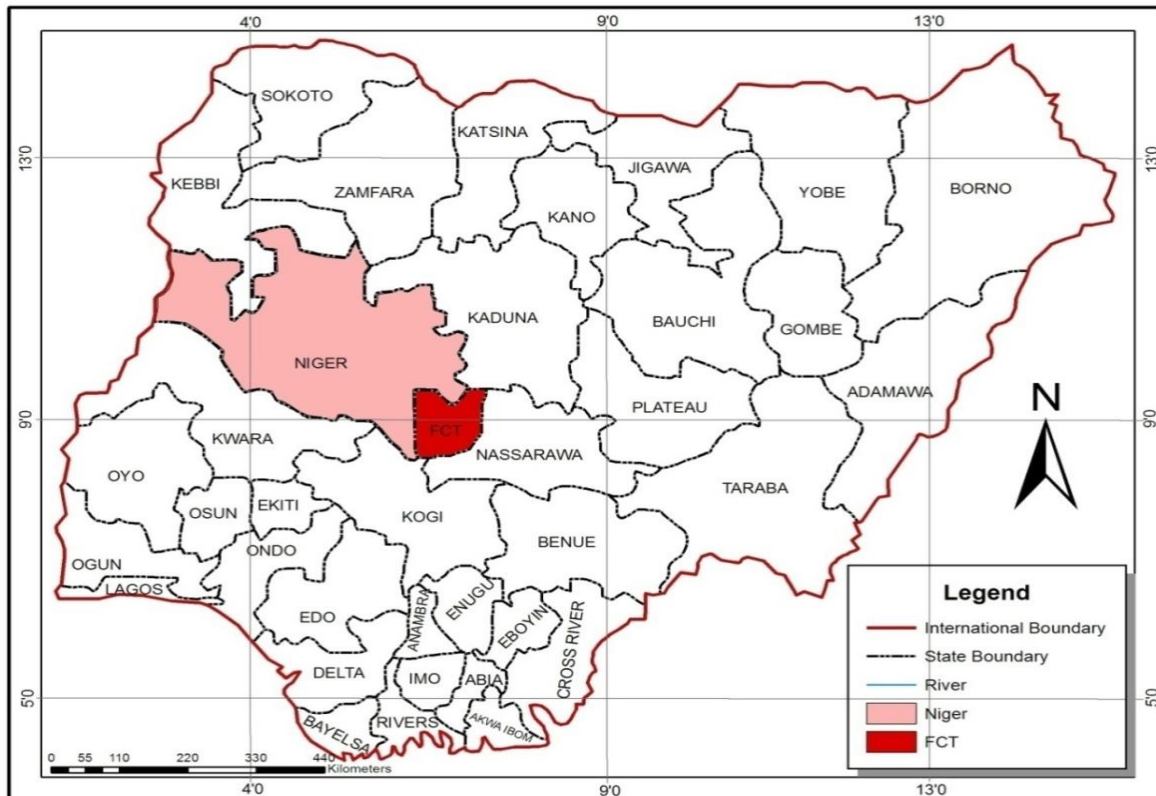 4'0 9'0 13'0
SOKOTO
KATSINA
13'0 13'0
JIGAWA
KEBBI
ZAMFARA
YOBE
BORNO
KANO
KADUNA
BAUCHI
GOMBE
NIGER
ADAMAWA
PLATEAU
N
9'0 9'0
FCT
KWARA
NASSARAWA
OYO
TARABA
OSUN
EKITI
KOGI
BENUE
ONDO
OGUN
LAGOS
EDO
ANAMBRA
ENUGU
EBOYINI
CROSS RIVER
DELTA
IMO
ABIA
5'0 5'0
BAYELSA
RIVERS
AKWA IBOM
Legend
International Boundary
State Boundary
River
Niger
FCT
0 55 110 220 330 440
Kilometers
4'0 9'0 13'0